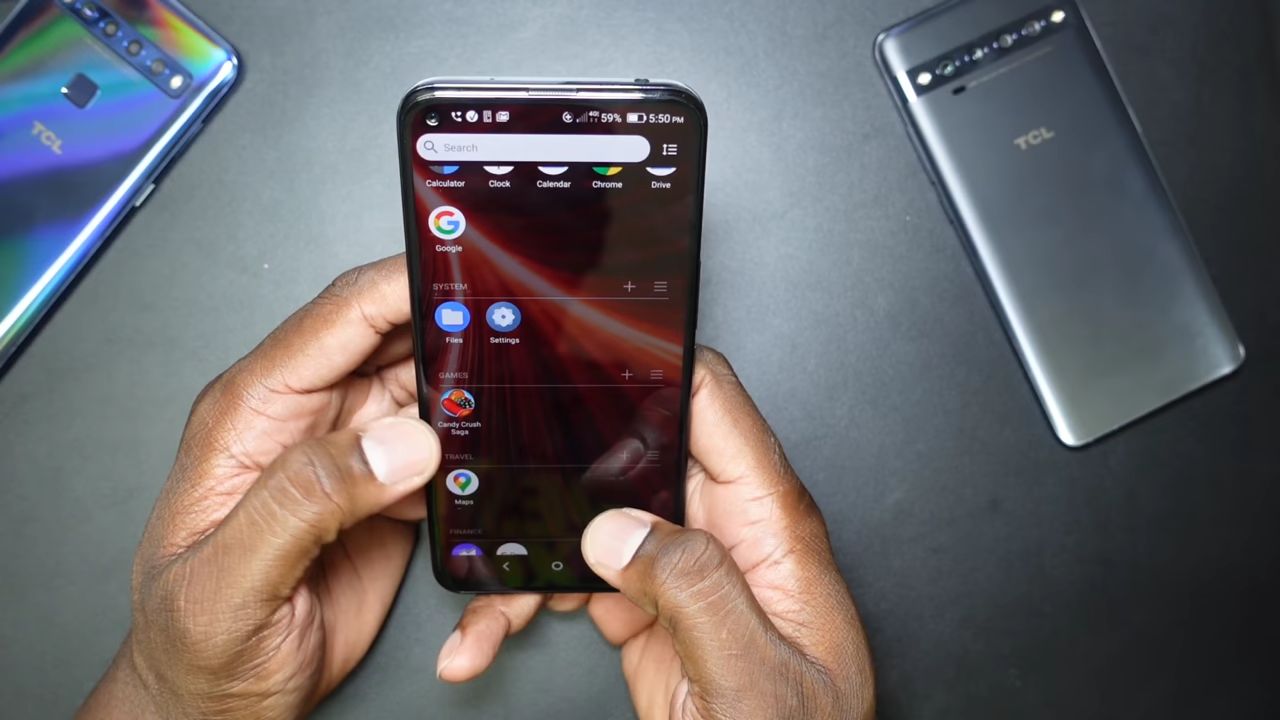 TCL
TCL
4G 59% 5:50 PM
Search
Calculator Clock Calendar Chrome Drive
Google
SYSTEM
Files Settings
GAMES
Candy Crush
Saga
TRAVEL
Maps
FINANCE